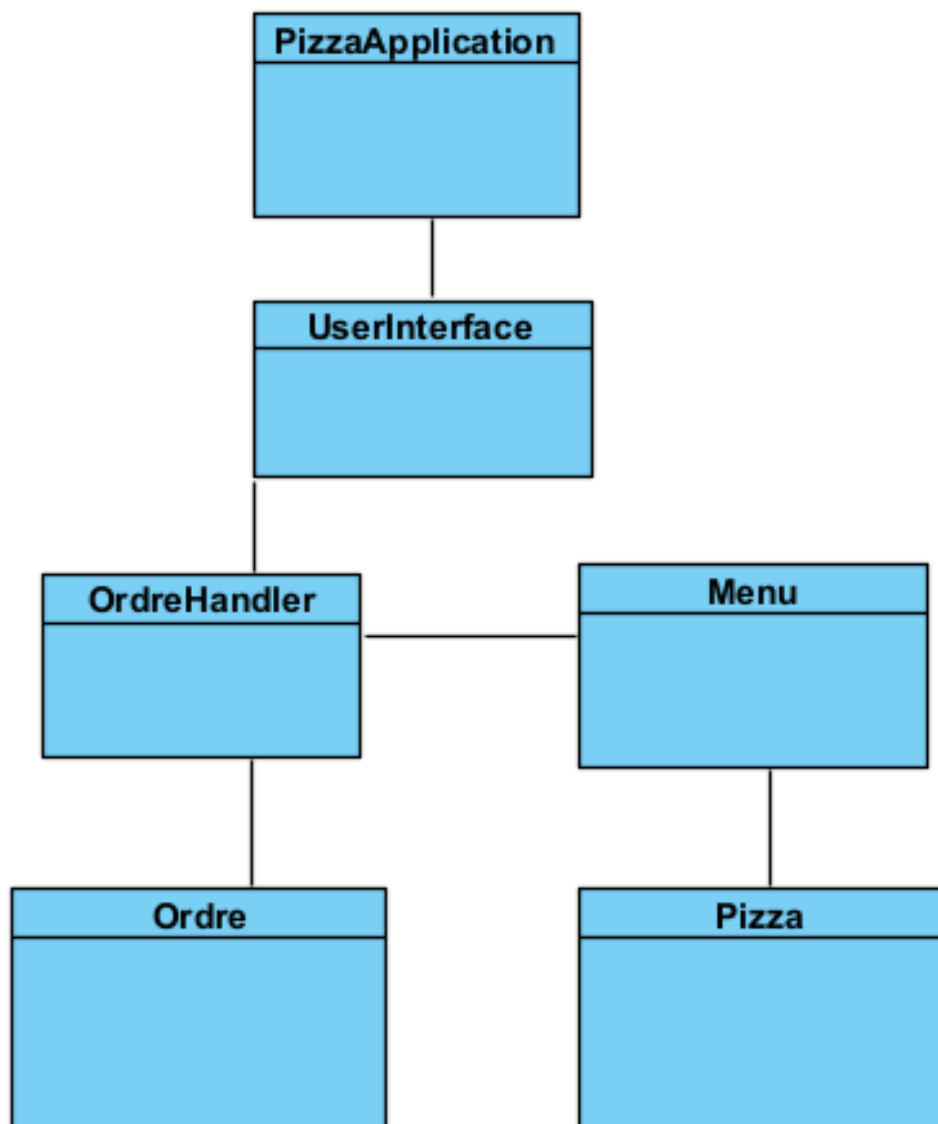 PizzaApplication
UserInterface
OrdreHandler
Menu
Ordre
Pizza